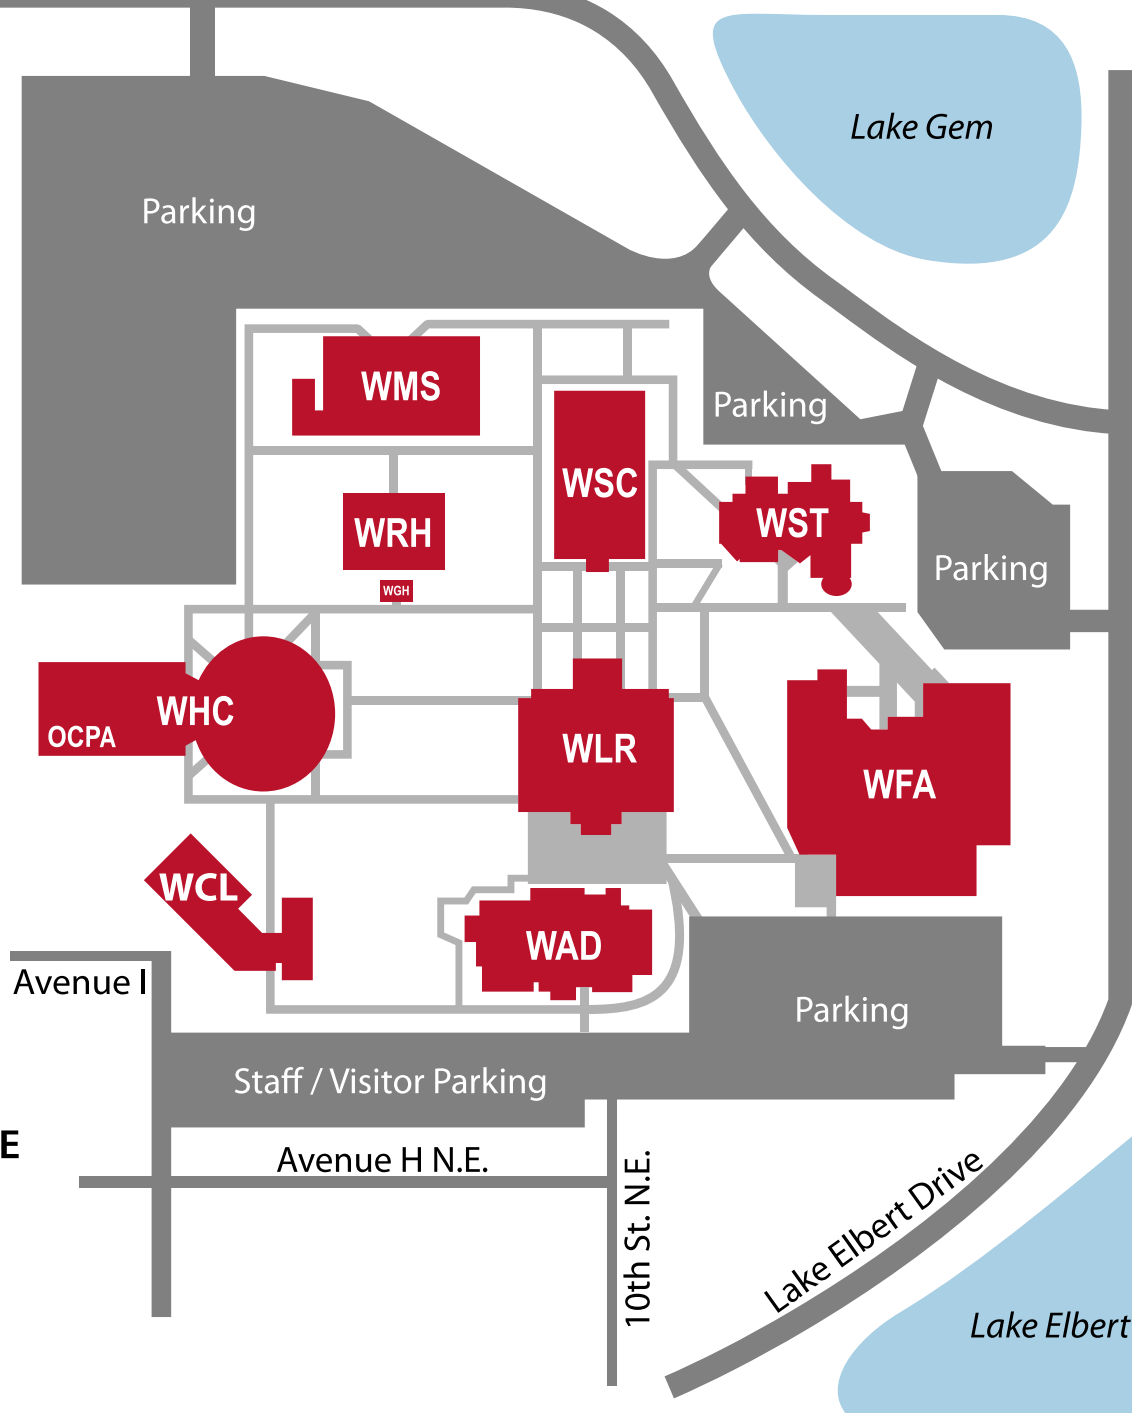 Lake Gem
Parking
WMS
Parking
WSC
WST
WRH
Parking
WGH
WHC
OCPA
WLR
WFA
WCL
WAD
Avenue I
Parking
Staff / Visitor Parking
E
Avenue H N.E.
10th St. N.E.
Lake Elbert Drive
Lake Elbert